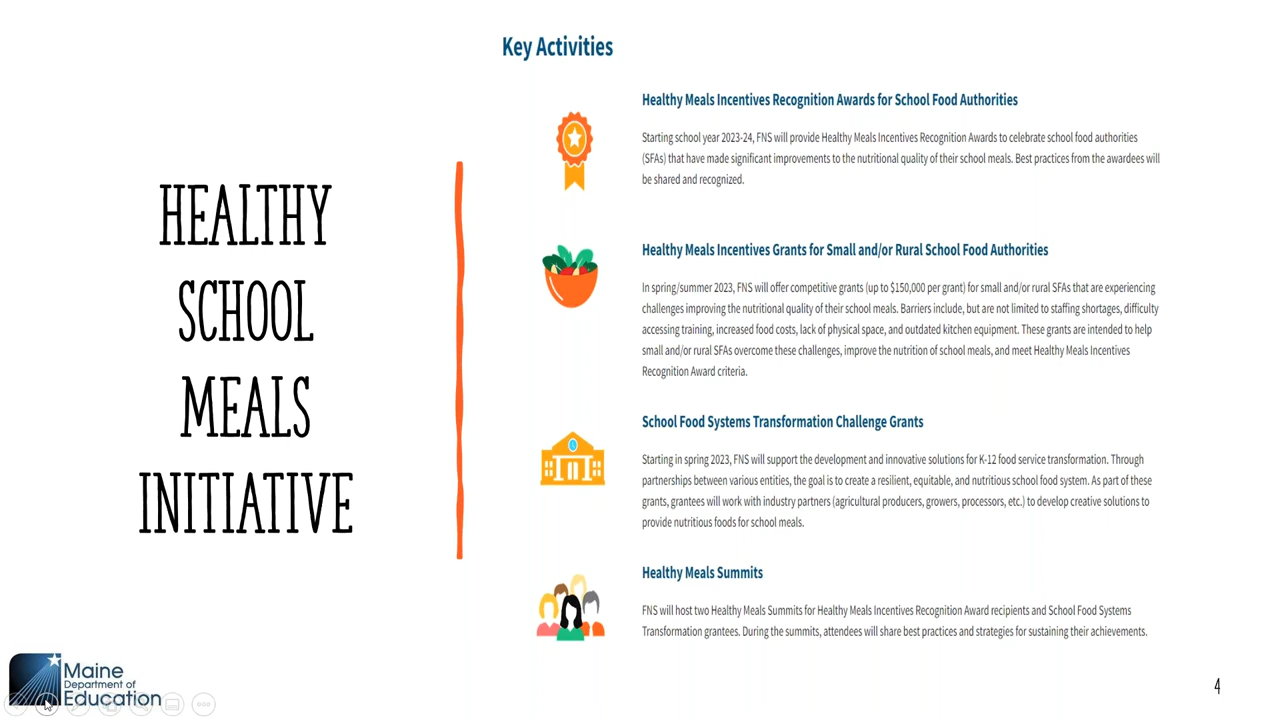 HEALTHY
SCHOOL
MEALS
INITIATIVE
Key Activities
Healthy Meals Incentives Recognition Awards for School Food Authorities
Starting school year 2023-24, FNS will provide Healthy Meals Incentives Recognition Awards to celebrate school food authorities
(SFAs) that have made significant improvements to the nutritional quality of their school meals. Best practices from the awardees will
be shared and recognized.
Healthy Meals Incentives Grants for Small and/or Rural School Food Authorities
In spring/summer 2023, FNS will offer competitive grants (up to $150,000 per grant) for small and/or rural SFAs that are experiencing
challenges improving the nutritional quality of their school meals. Barriers include, but are not limited to staffing shortages, difficulty
accessing training, increased food costs, lack of physical space, and outdated kitchen equipment. These grants are intended to help
small and/or rural SFAs overcome these challenges, improve the nutrition of school meals, and meet Healthy Meals Incentives
Recognition Award criteria.
School Food Systems Transformation Challenge Grants
Starting in spring 2023, FNS will support the development and innovative solutions for K-12 food service transformation. Through
partnerships between various entities, the goal is to create a resilient, equitable, and nutritious school food system. As part of these
grants, grantees will work with industry partners (agricultural producers, growers, processors, etc.) to develop creative solutions to
provide nutritious foods for school meals.
Healthy Meals Summits
FNS will host two Healthy Meals Summits for Healthy Meals Incentives Recognition Award recipients and School Food Systems
Transformation grantees. During the summits, attendees will share best practices and strategies for sustaining their achievements.
Maine
Department of
Education
4